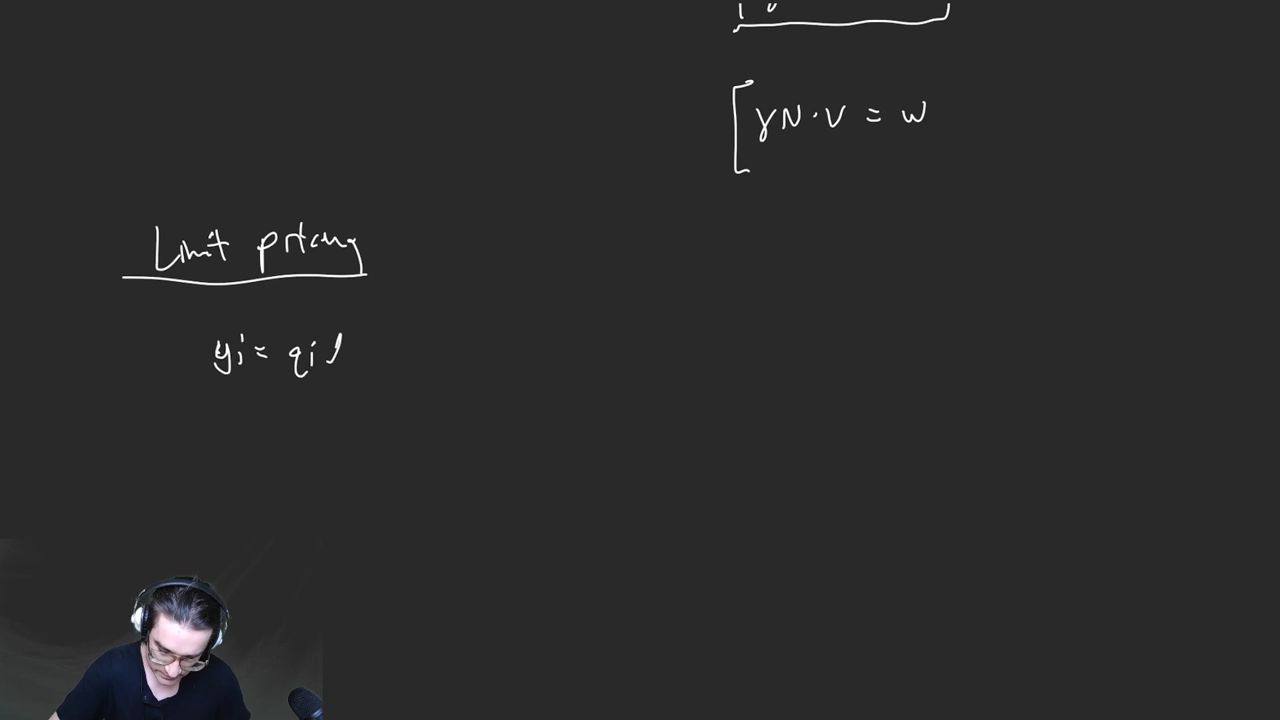 γN·V = w
Limit pricing
yi = qi l